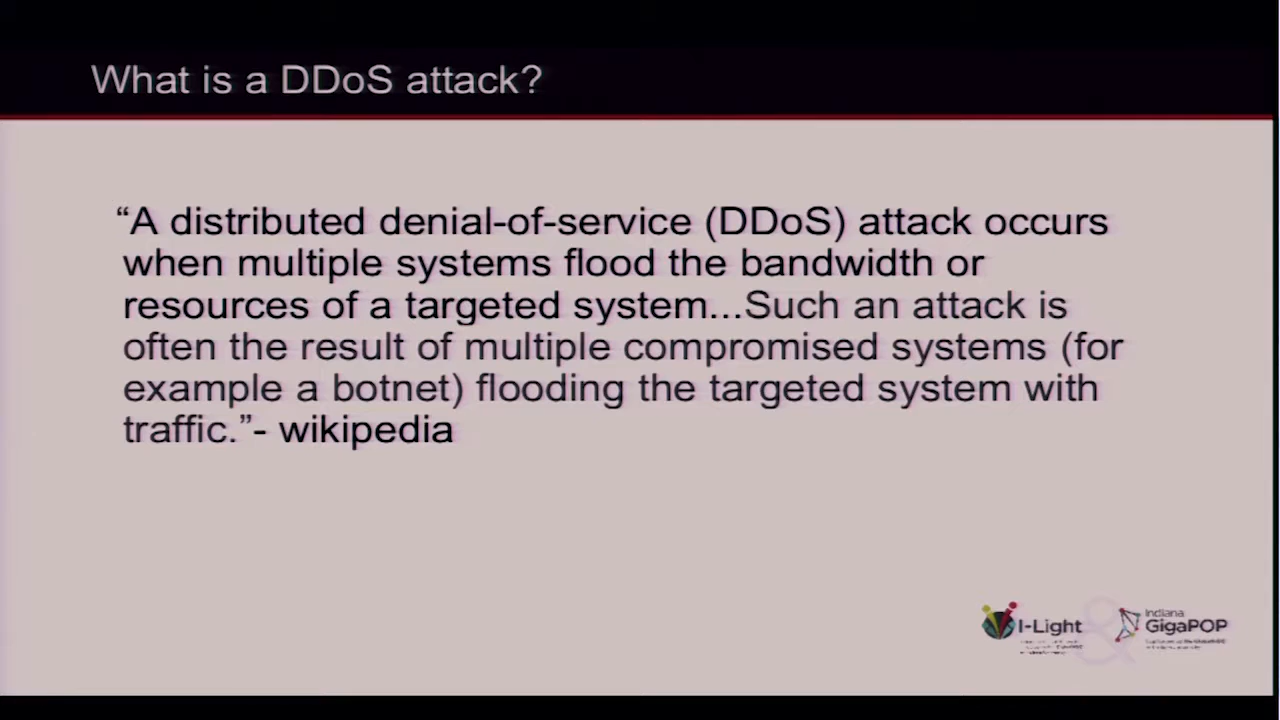 What is a DDoS attack?
“A distributed denial-of-service (DDoS) attack occurs
when multiple systems flood the bandwidth or
resources of a targeted system...Such an attack is
often the result of multiple compromised systems (for
example a botnet) flooding the targeted system with
traffic.”- wikipedia
I-Light
&
Indiana
GigaPOP